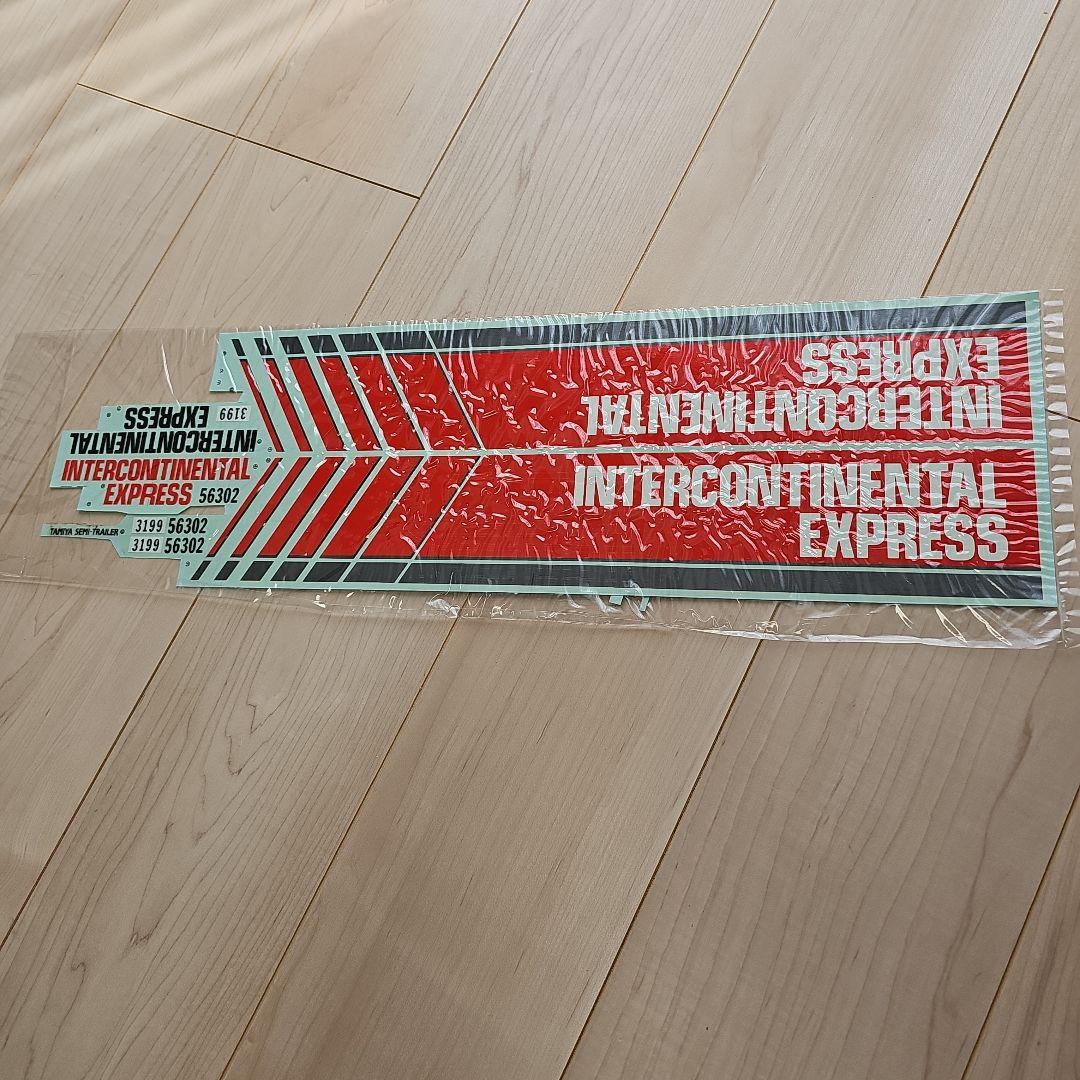 EXPRESS
INTERCONTINENTAL
INTERCONTINENTAL
EXPRESS
3199
EXPRESS
INTERCONTINENTAL
INTERCONTINENTAL
EXPRESS 56302
TAMIYA SEMI-TRAILER
3199 56302
3199 56302